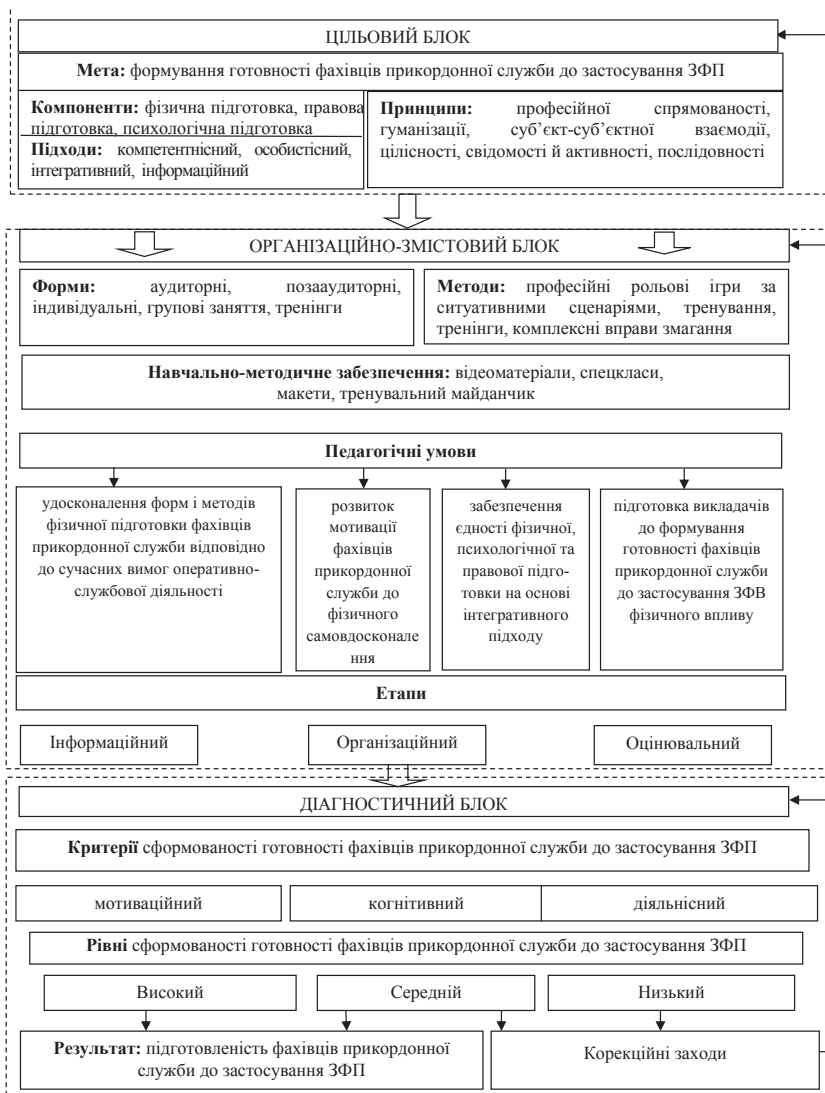 ЦІЛЬОВИЙ БЛОК
Мета: формування готовності фахівців прикордонної служби до застосування ЗФП
Компоненти: фізична підготовка, правова
підготовка, психологічна підготовка
Підходи: компетентнісний, особистісний,
інтегративний, інформаційний
Принципи: професійної спрямованості,
гуманізації, суб’єкт-суб’єктної взаємодії,
цілісності, свідомості й активності, послідовності
ОРГАНІЗАЦІЙНО-ЗМІСТОВИЙ БЛОК
Форми: аудиторні, позааудиторні,
індивідуальні, групові заняття, тренінги
Методи: професійні рольові ігри за
ситуативними сценаріями, тренування,
тренінги, комплексні вправи змагання
Навчально-методичне забезпечення: відеоматеріали, спецкласи,
макети, тренувальний майданчик
Педагогічні умови
удосконалення форм і методів
фізичної підготовки фахівців
прикордонної служби відповідно
до сучасних вимог оперативно-
службової діяльності
розвиток
мотивації
фахівців
прикордонної
служби до
фізичного
самовдосконале
ння
забезпечення
єдності фізичної,
психологічної та
правової підго-
товки на основі
інтегративного
підходу
підготовка викладачів
до формування
готовності фахівців
прикордонної служби
до застосування ЗФВ
фізичного впливу
Етапи
Інформаційний
Організаційний
Оцінювальний
ДІАГНОСТИЧНИЙ БЛОК
Критерії сформованості готовності фахівців прикордонної служби до застосування ЗФП
мотиваційний
когнітивний
діяльнісний
Рівні сформованості готовності фахівців прикордонної служби до застосування ЗФП
Високий
Середній
Низький
Результат: підготовленість фахівців прикордонної
служби до застосування ЗФП
Корекційні заходи